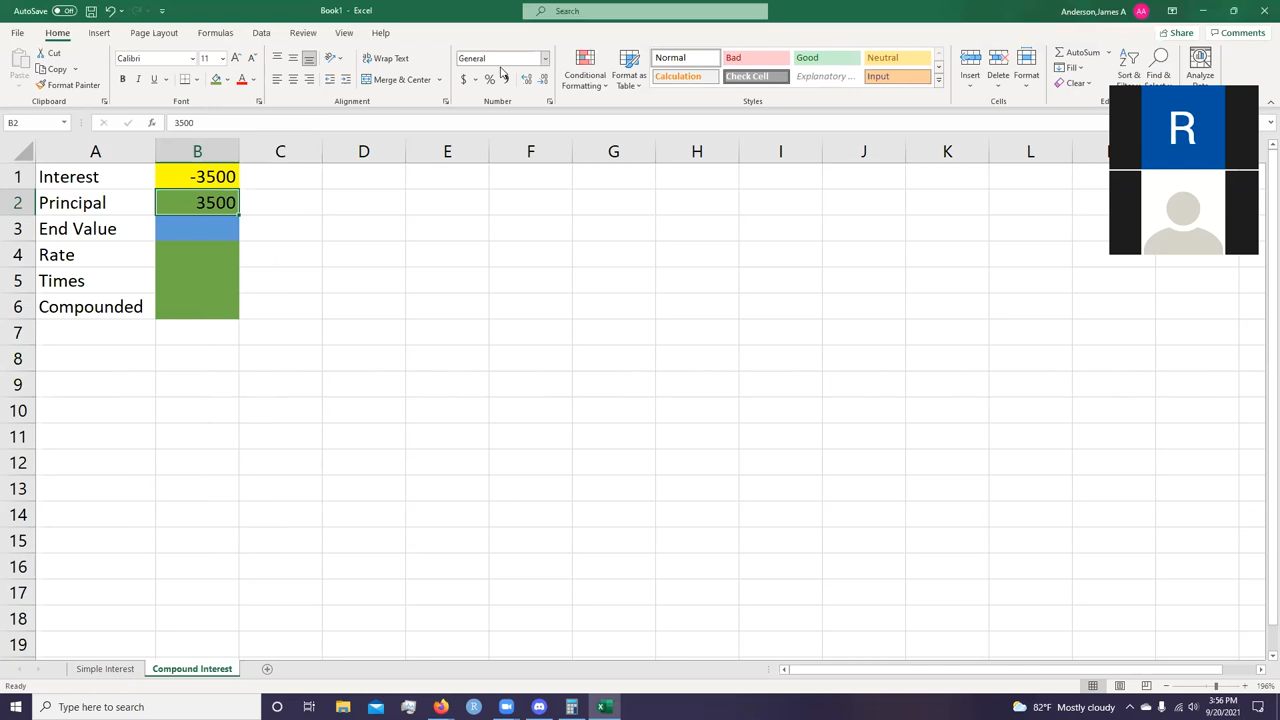 AutoSave Off Book1 - Excel Search Anderson,James A AA
File Home Insert Page Layout Formulas Data Review View Help Share Comments
Paste Cut Copy Format Painter Clipboard
Calibri 11 A A B I U A Font
ab Wrap Text Merge & Center Alignment
General $ % Number
Conditional Formatting Format as Table Normal Bad Good Neutral Calculation Check Cell Explanatory ... Input Styles
Insert Delete Format Cells
AutoSum Fill Clear Sort & Find & Analyze
B2 fx 3500
A B C D E F G H I J K L
1 Interest -3500
2 Principal 3500
3 End Value
4 Rate
5 Times
6 Compounded
7
8
9
10
11
12
13
14
15
16
17
18
19
R
Simple Interest Compound Interest
Ready 196%
Type here to search R 82°F Mostly cloudy 3:56 PM
9/20/2021